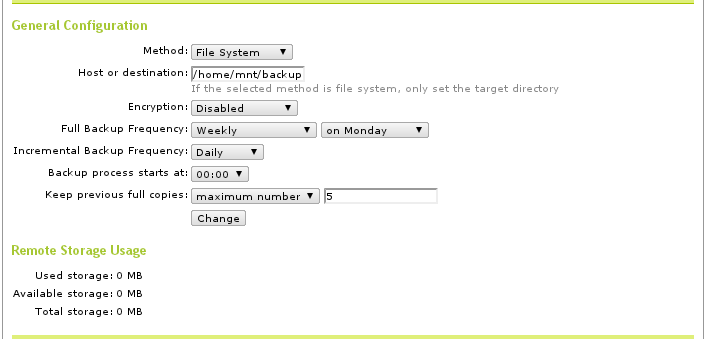 General Configuration
Method: File System
Host or destination: /home/mnt/backup
If the selected method is file system, only set the target directory
Encryption: Disabled
Full Backup Frequency: Weekly on Monday
Incremental Backup Frequency: Daily
Backup process starts at: 00:00
Keep previous full copies: maximum number 5
Change
Remote Storage Usage
Used storage: 0 MB
Available storage: 0 MB
Total storage: 0 MB